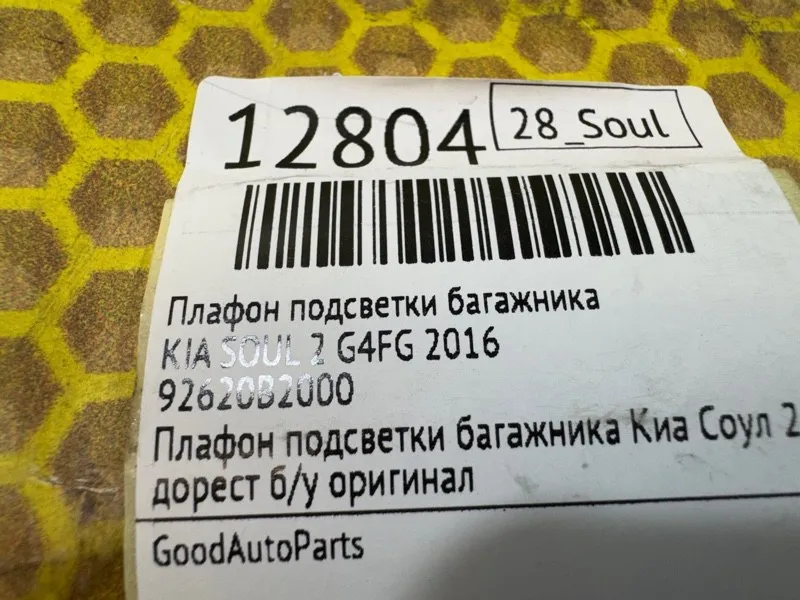 12804 28_Soul
Плафон подсветки багажника
KIA SOUL 2 G4FG 2016
92620B2000
Плафон подсветки багажника Киа Соул 2
дорест б/у оригинал
GoodAutoParts